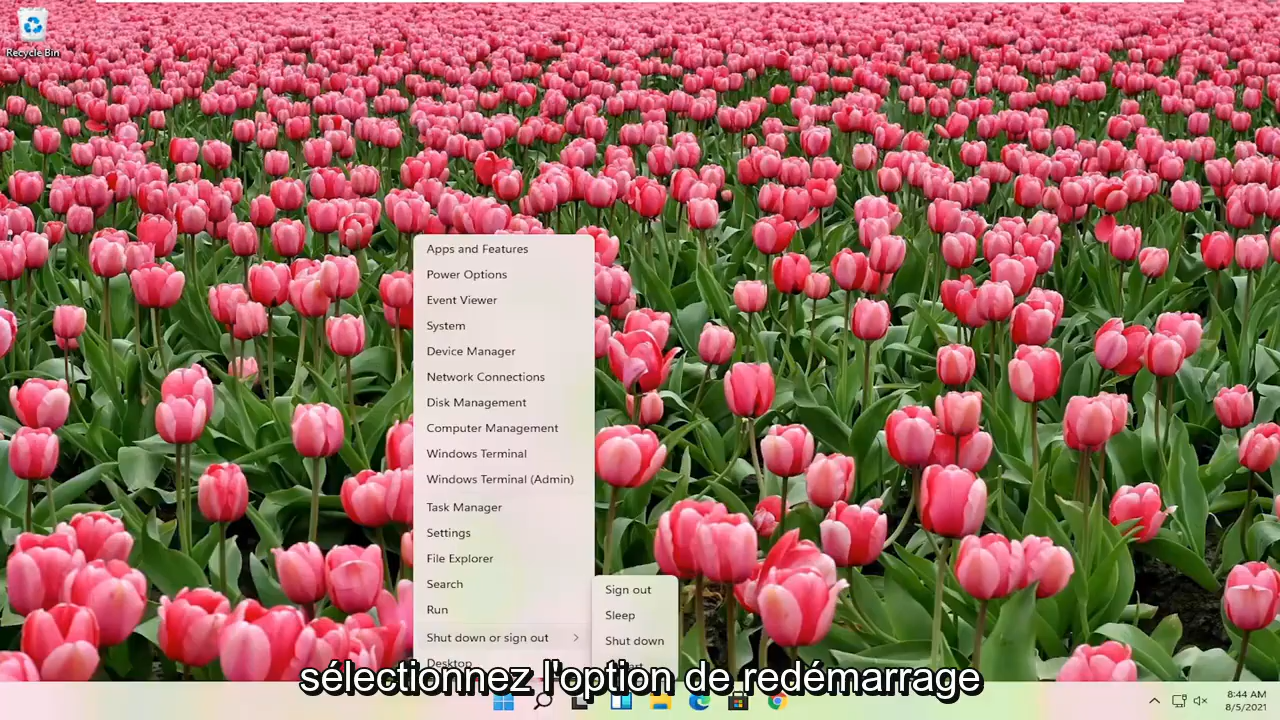 Recycle Bin
Apps and Features
Power Options
Event Viewer
System
Device Manager
Network Connections
Disk Management
Computer Management
Windows Terminal
Windows Terminal (Admin)
Task Manager
Settings
File Explorer
Search
Run
Shut down or sign out
Desktop
Sign out
Sleep
Shut down
sélectionnez l'option de redémarrage
8:44 AM
8/5/2021